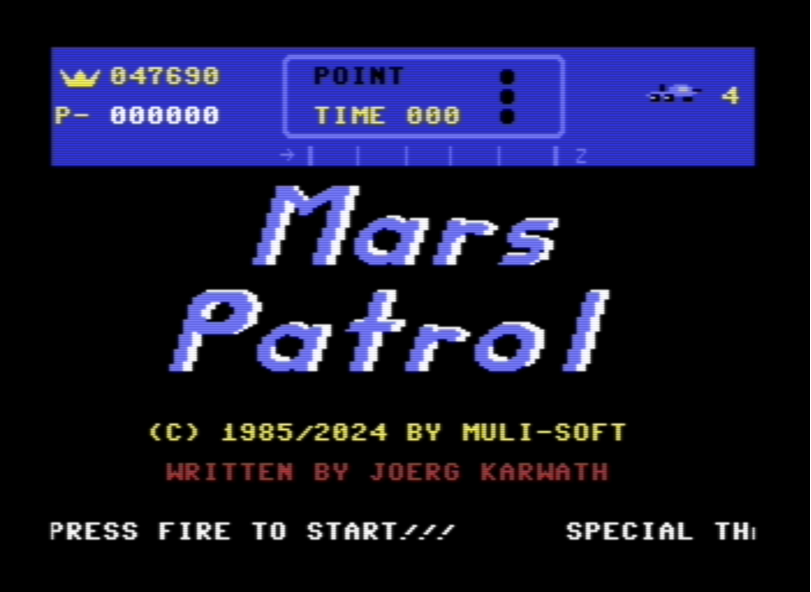 047690
P- 000000
POINT
TIME 000
4
→ Z
Mars
Patrol
(C) 1985/2024 BY MULI-SOFT
WRITTEN BY JOERG KARWATH
PRESS FIRE TO START!!! SPECIAL